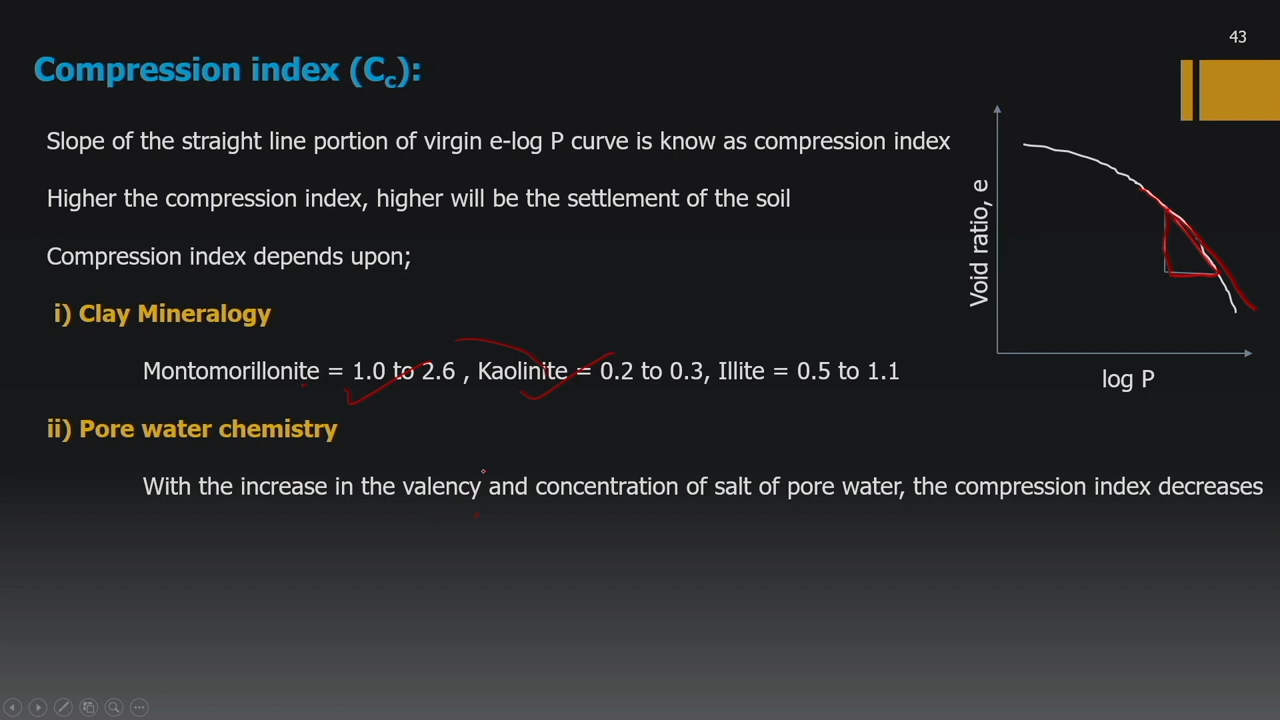 43
Compression index (Cc):
Slope of the straight line portion of virgin e-log P curve is know as compression index
Higher the compression index, higher will be the settlement of the soil
Compression index depends upon;
i) Clay Mineralogy
Montomorillonite = 1.0 to 2.6 , Kaolinite = 0.2 to 0.3, Illite = 0.5 to 1.1
ii) Pore water chemistry
With the increase in the valency and concentration of salt of pore water, the compression index decreases
Void ratio, e
log P